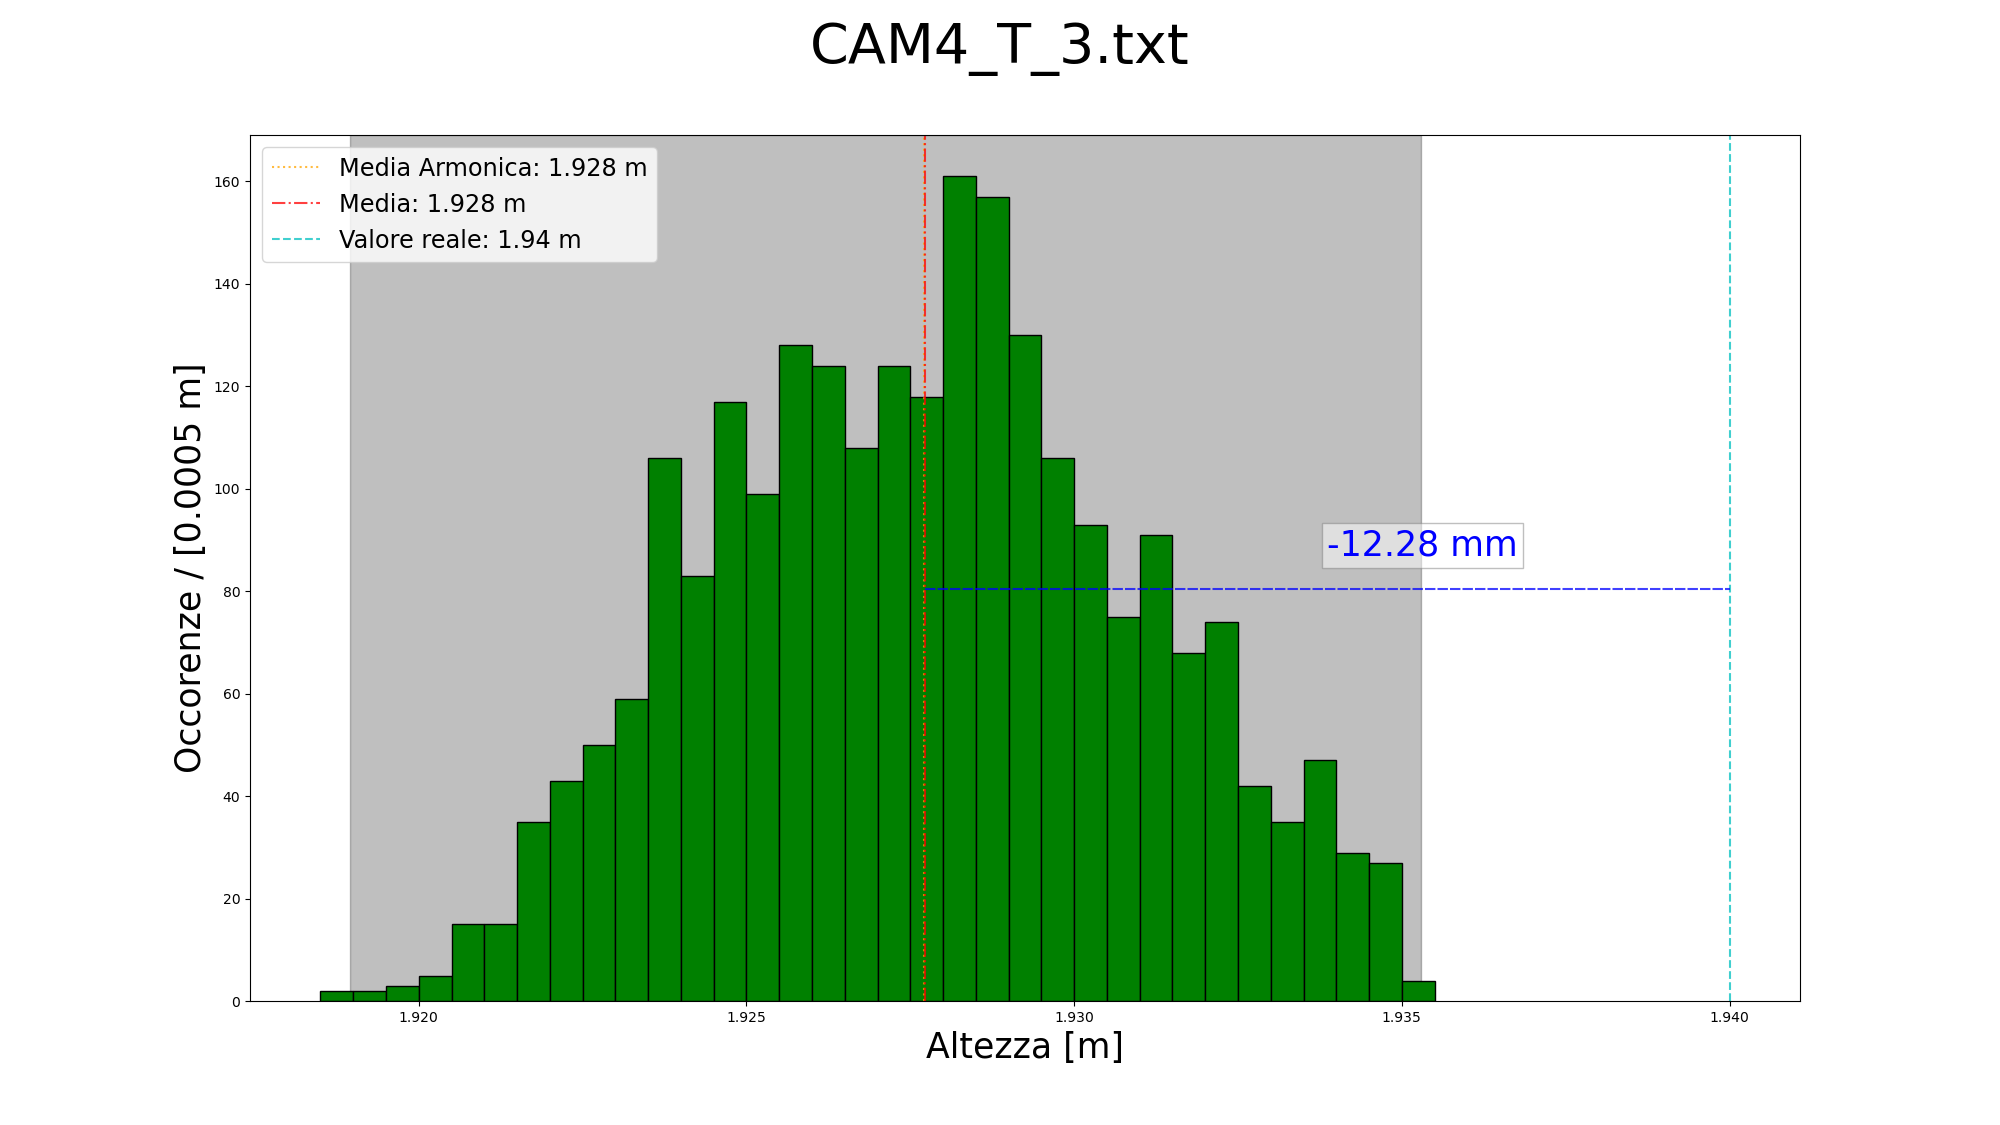 CAM4_T_3.txt
Media Armonica: 1.928 m
Media: 1.928 m
Valore reale: 1.94 m
-12.28 mm
Occorenze / [0.0005 m]
160
140
120
100
80
60
40
20
0
1.920 1.925 1.930 1.935 1.940
Altezza [m]